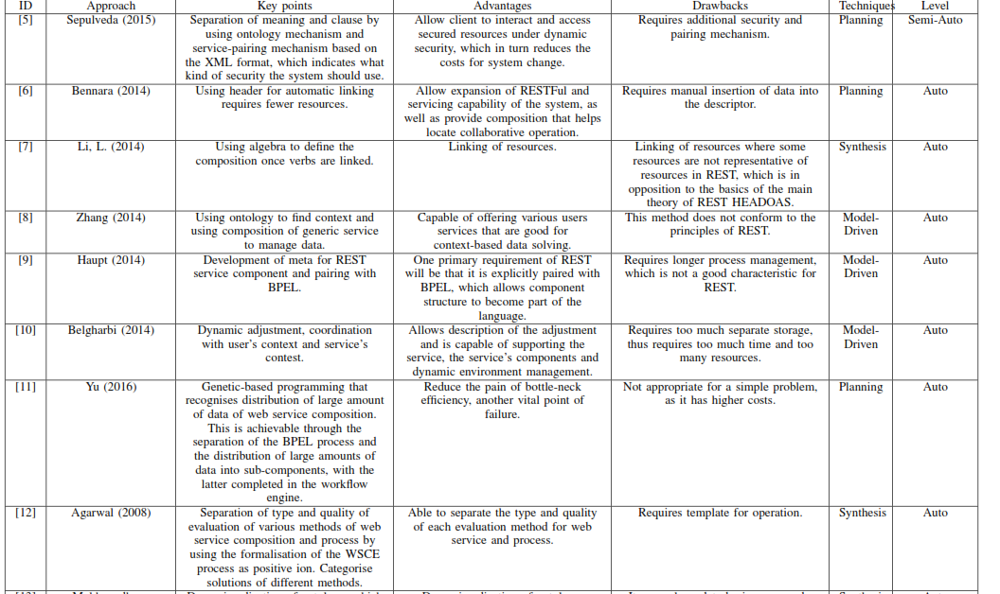 ID Approach Key points Advantages Drawbacks Techniques Level
[5] Sepulveda (2015) Separation of meaning and clause by Allow client to interact and access Requires additional security and Planning Semi-Auto
using ontology mechanism and secured resources under dynamic pairing mechanism.
service-pairing mechanism based on security, which in turn reduces the
the XML format, which indicates what costs for system change.
kind of security the system should use.
[6] Bennara (2014) Using header for automatic linking Allow expansion of RESTFul and Requires manual insertion of data into Planning Auto
requires fewer resources. servicing capability of the system, as the descriptor.
well as provide composition that helps
locate collaborative operation.
[7] Li, L. (2014) Using algebra to define the Linking of resources. Linking of resources where some Synthesis Auto
composition once verbs are linked. resources are not representative of
resources in REST, which is in
opposition to the basics of the main
theory of REST HEADOAS.
[8] Zhang (2014) Using ontology to find context and Capable of offering various users This method does not conform to the Model- Auto
using composition of generic service services that are good for principles of REST. Driven
to manage data. context-based data solving.
[9] Haupt (2014) Development of meta for REST One primary requirement of REST Requires longer process management, Model- Auto
service component and pairing with will be that it is explicitly paired with which is not a good characteristic for Driven
BPEL. BPEL, which allows component REST.
structure to become part of the
language.
[10] Belgharbi (2014) Dynamic adjustment, coordination Allows description of the adjustment Requires too much separate storage, Model- Auto
with user's context and service's and is capable of supporting the thus requires too much time and too Driven
contest. service, the service's components and many resources.
dynamic environment management.
[11] Yu (2016) Genetic-based programming that Reduce the pain of bottle-neck Not appropriate for a simple problem, Planning Auto
recognises distribution of large amount efficiency, another vital point of as it has higher costs.
of data of web service composition. failure.
This is achievable through the
separation of the BPEL process and
the distribution of large amounts of
data into sub-components, with the
latter completed in the workflow
engine.
[12] Agarwal (2008) Separation of type and quality of Able to separate the type and quality Requires template for operation. Synthesis Auto
evaluation of various methods of web of each evaluation method for web
service composition and process by service and process.
using the formalisation of the WSCE
process as positive ion. Categorise
solutions of different methods.